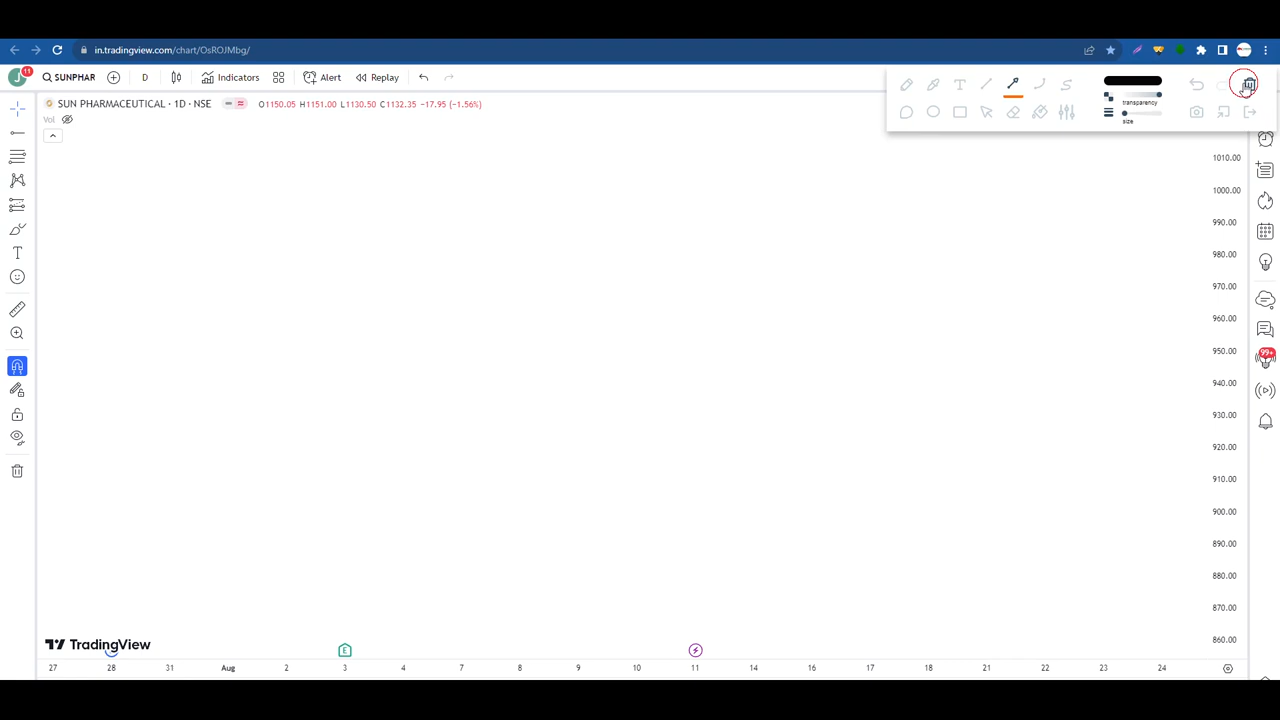 in.tradingview.com/chart/OsROJMbg/
J 11 SUNPHAR D Indicators Alert Replay
SUN PHARMACEUTICAL · 1D · NSE O1150.05 H1151.00 L1130.50 C1132.35 -17.95 (-1.56%)
Vol
T
transparency
size
1010.00
1000.00
990.00
980.00
970.00
960.00
950.00
940.00
930.00
920.00
910.00
900.00
890.00
880.00
870.00
860.00
99+
TradingView
E
27 28 31 Aug 2 3 4 7 8 9 10 11 14 16 17 18 21 22 23 24